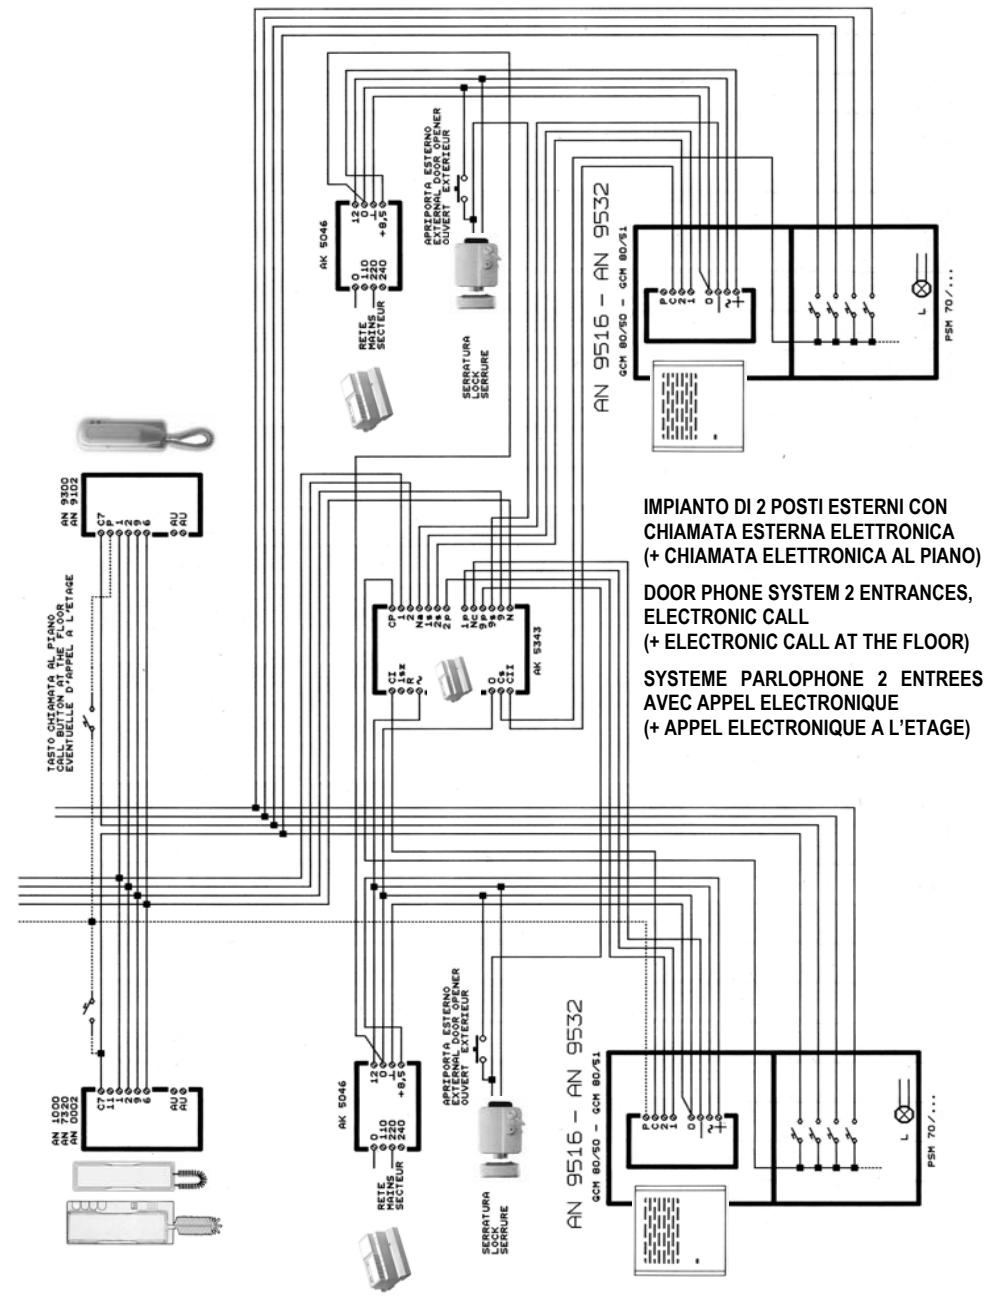 AK 5046
12
0
⊥
+8,5
0
110
220
240
RETE
MAINS
SECTEUR
APRIPORTA ESTERNO
EXTERNAL DOOR OPENER
OUVERT EXTERIEUR
SERRATURA
LOCK
SERRURE
AN 9516 - AN 9532
GCM 80/50 - GCM 80/51
P
C
2
1
0
~
+
L
PSM 70/...
AN 9300
AN 9102
C7
P
1
2
9
6
AU
AU
TASTO CHIAMATA AL PIANO
CALL BUTTON AT THE FLOOR
EVENTUELLE D'APPEL A L'ETAGE
CP
1
2
Na
1s
2s
2p
1p
Nc
9p
9s
9
N
AK 5343
CI
1sz
R
~
0
Cs
CII
IMPIANTO DI 2 POSTI ESTERNI CON
CHIAMATA ESTERNA ELETTRONICA
(+ CHIAMATA ELETTRONICA AL PIANO)
DOOR PHONE SYSTEM 2 ENTRANCES,
ELECTRONIC CALL
(+ ELECTRONIC CALL AT THE FLOOR)
SYSTEME PARLOPHONE 2 ENTREES
AVEC APPEL ELECTRONIQUE
(+ APPEL ELECTRONIQUE A L'ETAGE)
AN 1000
AN 7320
AN 0002
C7
11
1
2
9
6
AU
AU
AK 5046
12
0
⊥
+8,5
0
110
220
240
RETE
MAINS
SECTEUR
APRIPORTA ESTERNO
EXTERNAL DOOR OPENER
OUVERT EXTERIEUR
SERRATURA
LOCK
SERRURE
AN 9516 - AN 9532
GCM 80/50 - GCM 80/51
P
C
2
1
0
~
+
L
PSM 70/...